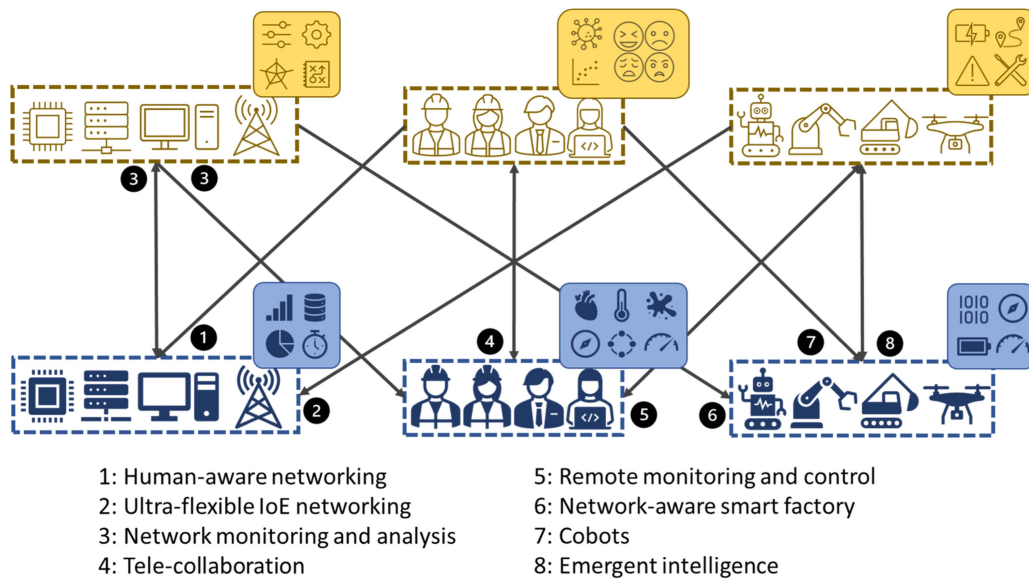 3
3
1010
1010
1
4
7
8
2
5
6
1: Human-aware networking
2: Ultra-flexible IoE networking
3: Network monitoring and analysis
4: Tele-collaboration
5: Remote monitoring and control
6: Network-aware smart factory
7: Cobots
8: Emergent intelligence